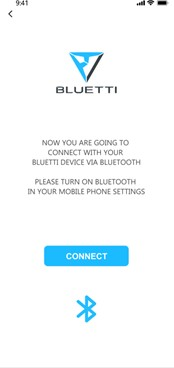 9:41
BLUETTI
NOW YOU ARE GOING TO
CONNECT WITH YOUR
BLUETTI DEVICE VIA BLUETOOTH
PLEASE TURN ON BLUETOOTH
IN YOUR MOBILE PHONE SETTINGS
CONNECT